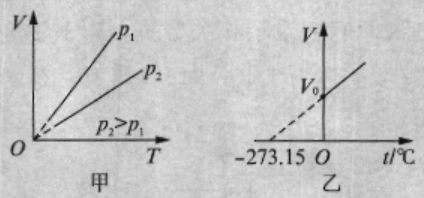 V
p₁
p₂
p₂>p₁
O
T
甲
V
V₀
-273.15
O
t/℃
乙